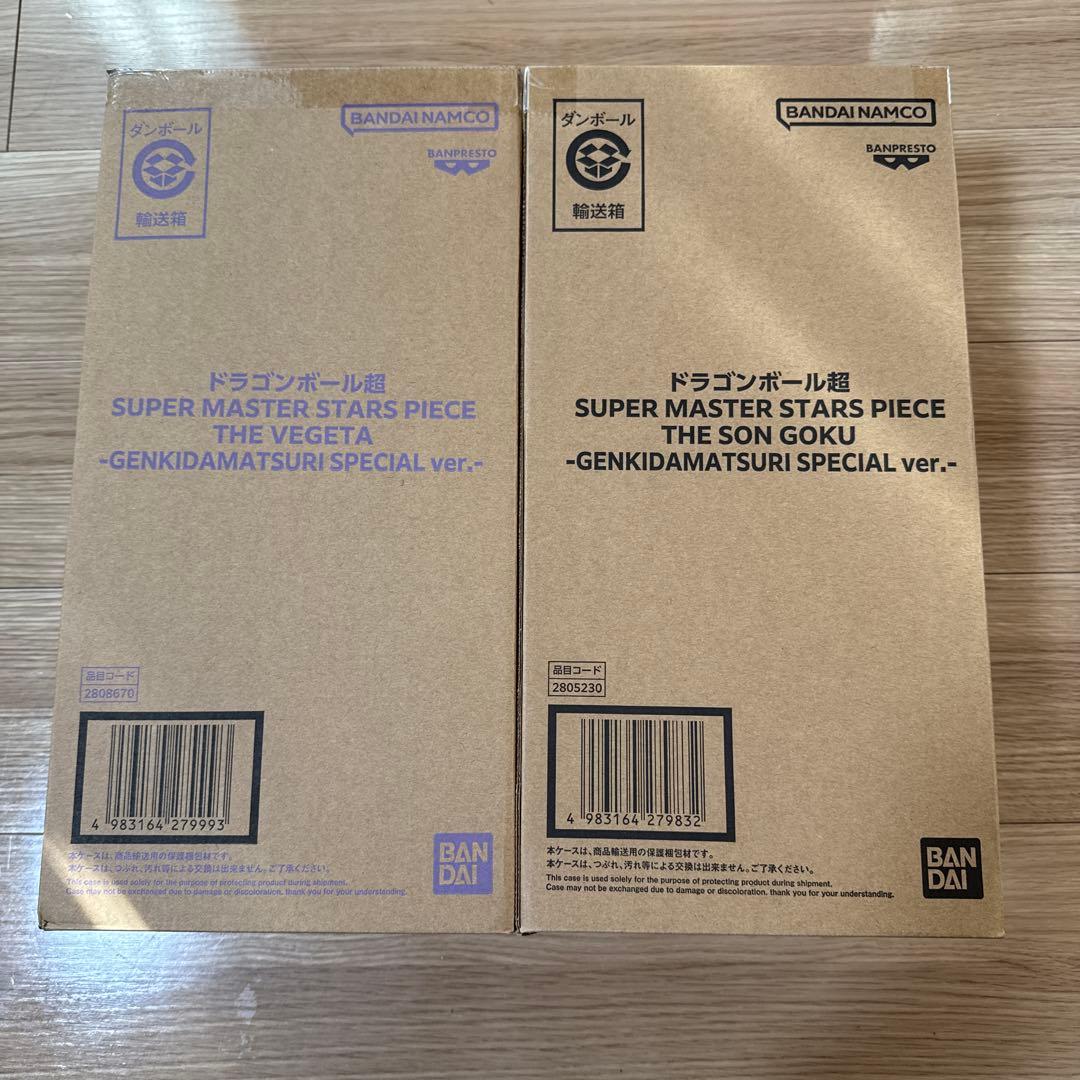 ダンボール
輸送箱
BANDAI NAMCO
BANPRESTO
ドラゴンボール超
SUPER MASTER STARS PIECE
THE VEGETA
-GENKIDAMATSURI SPECIAL ver.-
品目コード
2808670
4 983164 279993
本ケースは、商品輸送用の保護梱包材です。
本ケースは、つぶれ、汚れ等による交換は出来ません。ご了承ください。
This case is used solely for the purpose of protecting product during shipment.
Case may not be exchanged due to damage or discoloration. thank you for your understanding.
BAN
DAI
ダンボール
輸送箱
BANDAI NAMCO
BANPRESTO
ドラゴンボール超
SUPER MASTER STARS PIECE
THE SON GOKU
-GENKIDAMATSURI SPECIAL ver.-
品目コード
2805230
4 983164 279832
本ケースは、商品輸送用の保護梱包材です。
本ケースは、つぶれ、汚れ等による交換は出来ません。ご了承ください。
This case is used solely for the purpose of protecting product during shipment.
Case may not be exchanged due to damage or discoloration. thank you for your understanding.
BAN
DAI